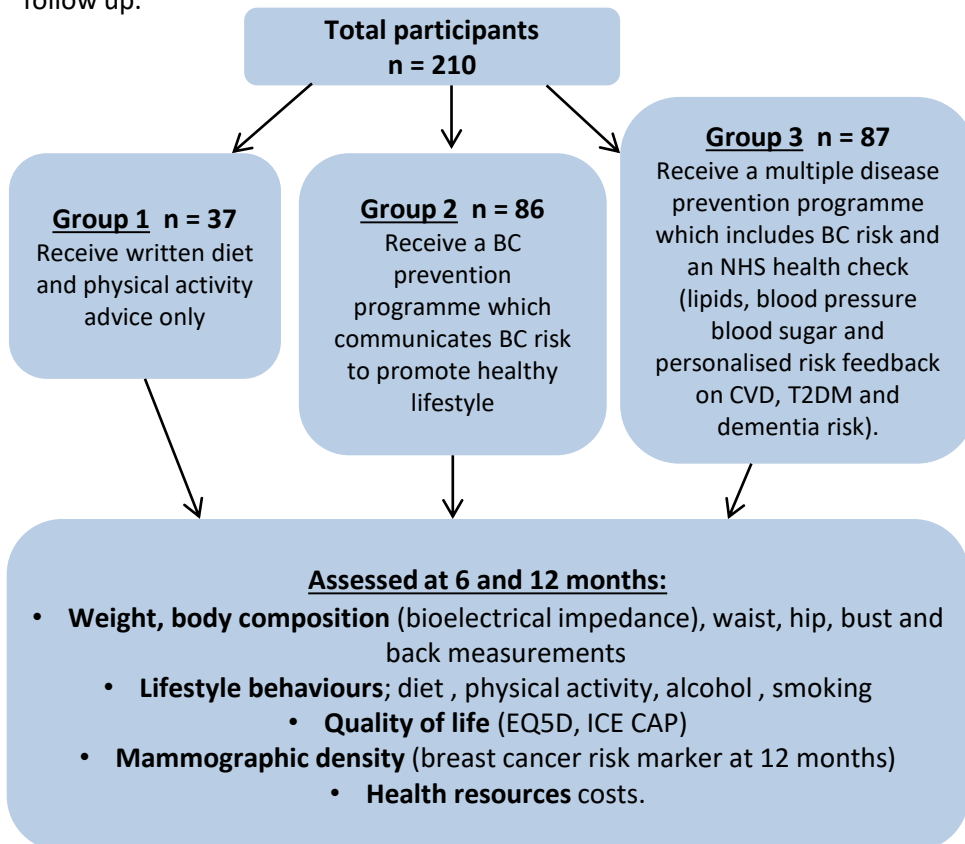 follow up.
Total participants
n = 210
Group 1  n = 37
Receive written diet
and physical activity
advice only
Group 2  n = 86
Receive a BC
prevention
programme which
communicates BC risk
to promote healthy
lifestyle
Group 3  n = 87
Receive a multiple disease
prevention programme
which includes BC risk and
an NHS health check
(lipids, blood pressure
blood sugar and
personalised risk feedback
on CVD, T2DM and
dementia risk).
Assessed at 6 and 12 months:
• Weight, body composition (bioelectrical impedance), waist, hip, bust and
back measurements
• Lifestyle behaviours; diet , physical activity, alcohol , smoking
• Quality of life (EQ5D, ICE CAP)
• Mammographic density (breast cancer risk marker at 12 months)
• Health resources costs.